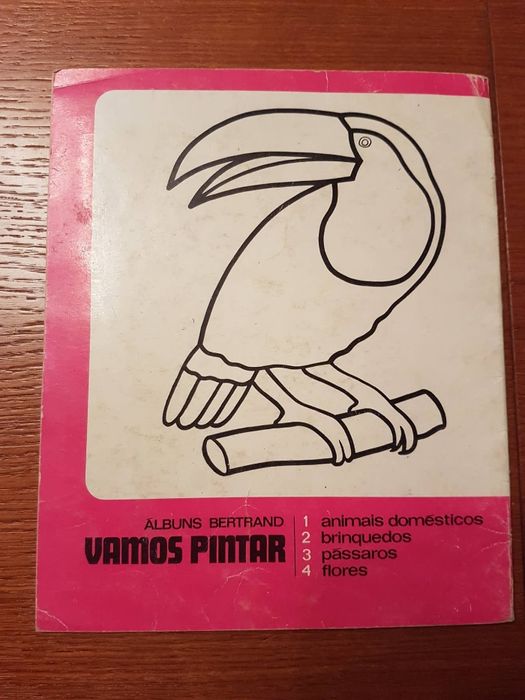 ÁLBUNS BERTRAND
VAMOS PINTAR
1 animais domésticos
2 brinquedos
3 pássaros
4 flores